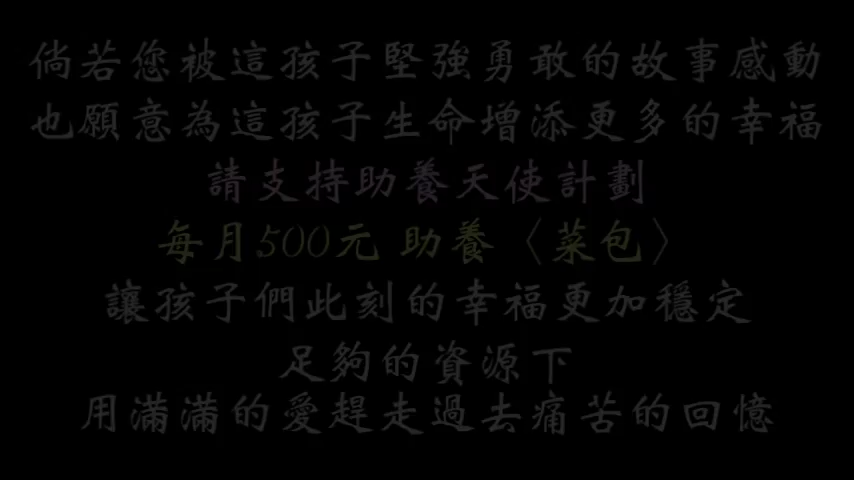 倘若您被這孩子堅強勇敢的故事感動
也願意為這孩子生命增添更多的幸福
請支持助養天使計劃
每月500元 助養〈菜包〉
讓孩子們此刻的幸福更加穩定
足夠的資源下
用滿滿的愛趕走過去痛苦的回憶